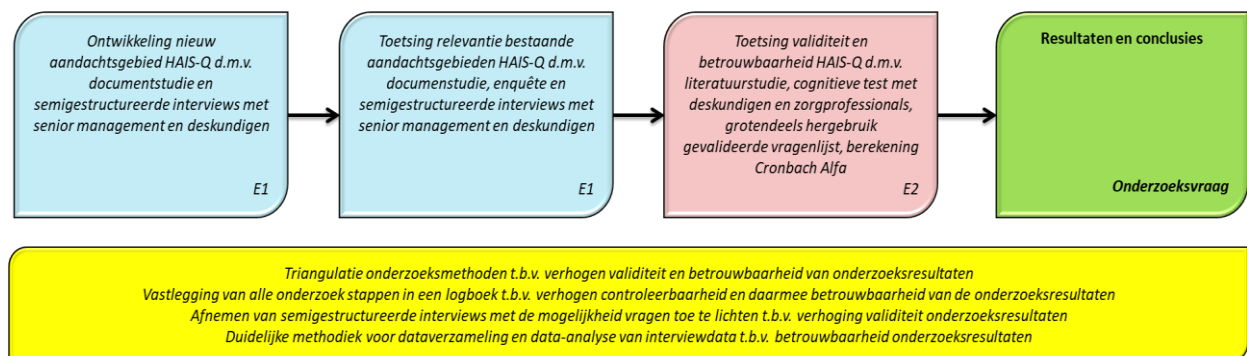 Ontwikkeling nieuw
aandachtsgebied HAIS-Q d.m.v.
documentstudie en
semigestructureerde interviews met
senior management en deskundigen
E1
Toetsing relevantie bestaande
aandachtsgebieden HAIS-Q d.m.v.
documenstudie, enquête en
semigestructureerde interviews met
senior management en deskundigen
E1
Toetsing validiteit en
betrouwbaarheid HAIS-Q d.m.v.
literatuurstudie, cognitieve test met
deskundigen en zorgprofessionals,
grotendeels hergebruik
gevalideerde vragenlijst, berekening
Cronbach Alfa
E2
Resultaten en conclusies
Onderzoeksvraag
Triangulatie onderzoeksmethoden t.b.v. verhogen validiteit en betrouwbaarheid van onderzoeksresultaten
Vastlegging van alle onderzoek stappen in een logboek t.b.v. verhogen controleerbaarheid en daarmee betrouwbaarheid van de onderzoeksresultaten
Afnemen van semigestructureerde interviews met de mogelijkheid vragen toe te lichten t.b.v. verhoging validiteit onderzoeksresultaten
Duidelijke methodiek voor dataverzameling en data-analyse van interviewdata t.b.v. betrouwbaarheid onderzoeksresultaten